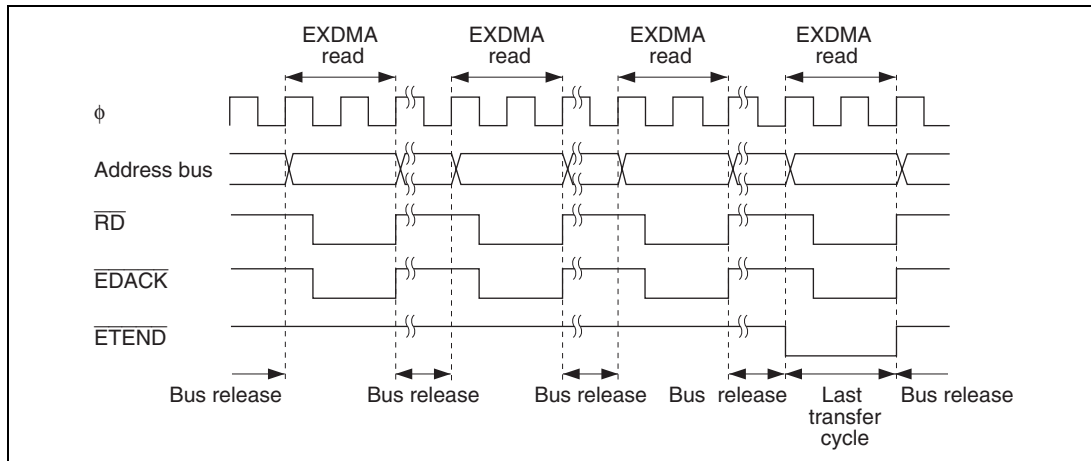 EXDMA read
EXDMA read
EXDMA read
EXDMA read
φ
Address bus
RD
EDACK
ETEND
Bus release
Bus release
Bus release
Bus release
Last transfer cycle
Bus release